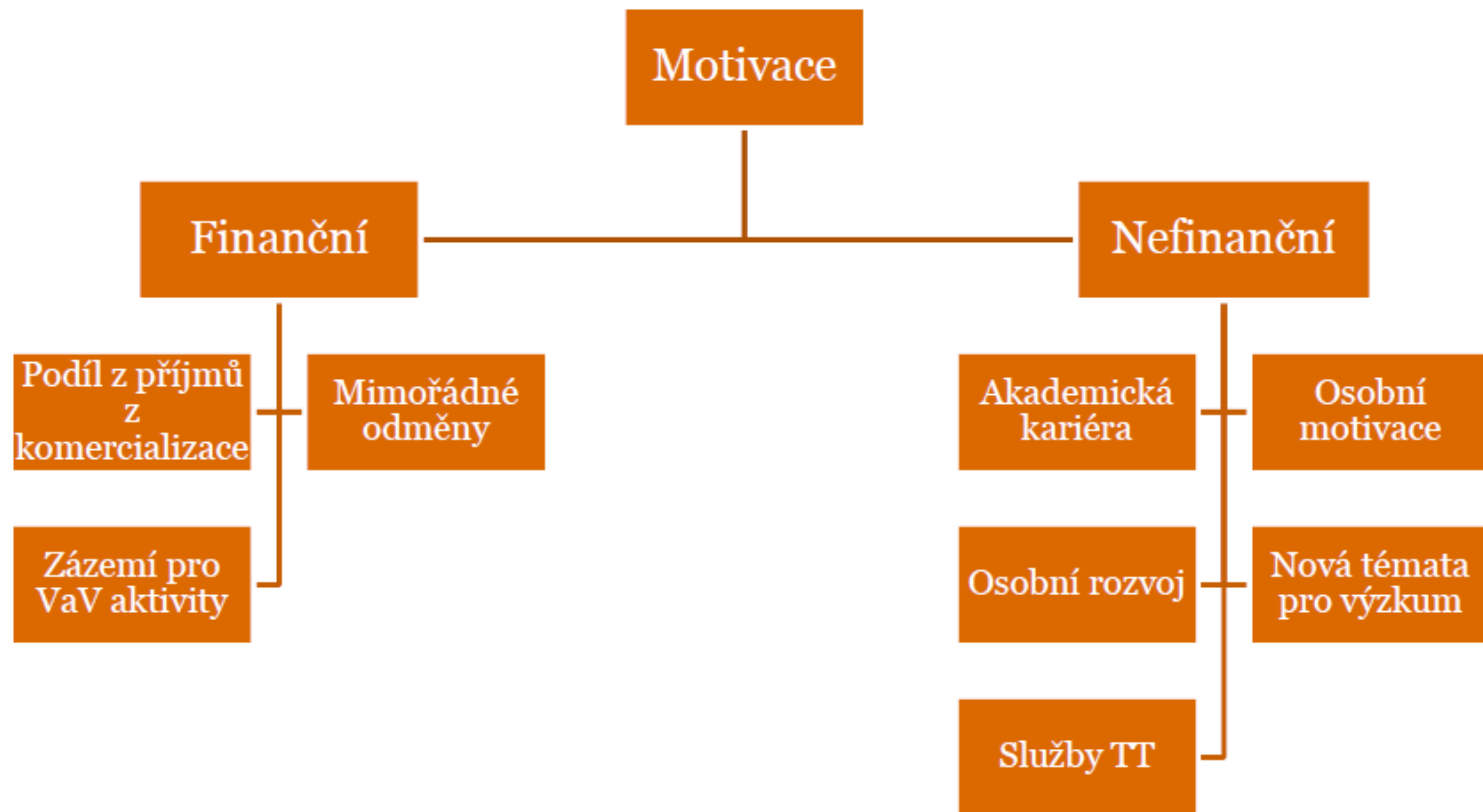 Motivace
Finanční
Nefinanční
Podíl z příjmů
z
komercializace
Mimořádné
odměny
Zázemí pro
VaV aktivity
Akademická
kariéra
Osobní
motivace
Osobní rozvoj
Nová témata
pro výzkum
Služby TT